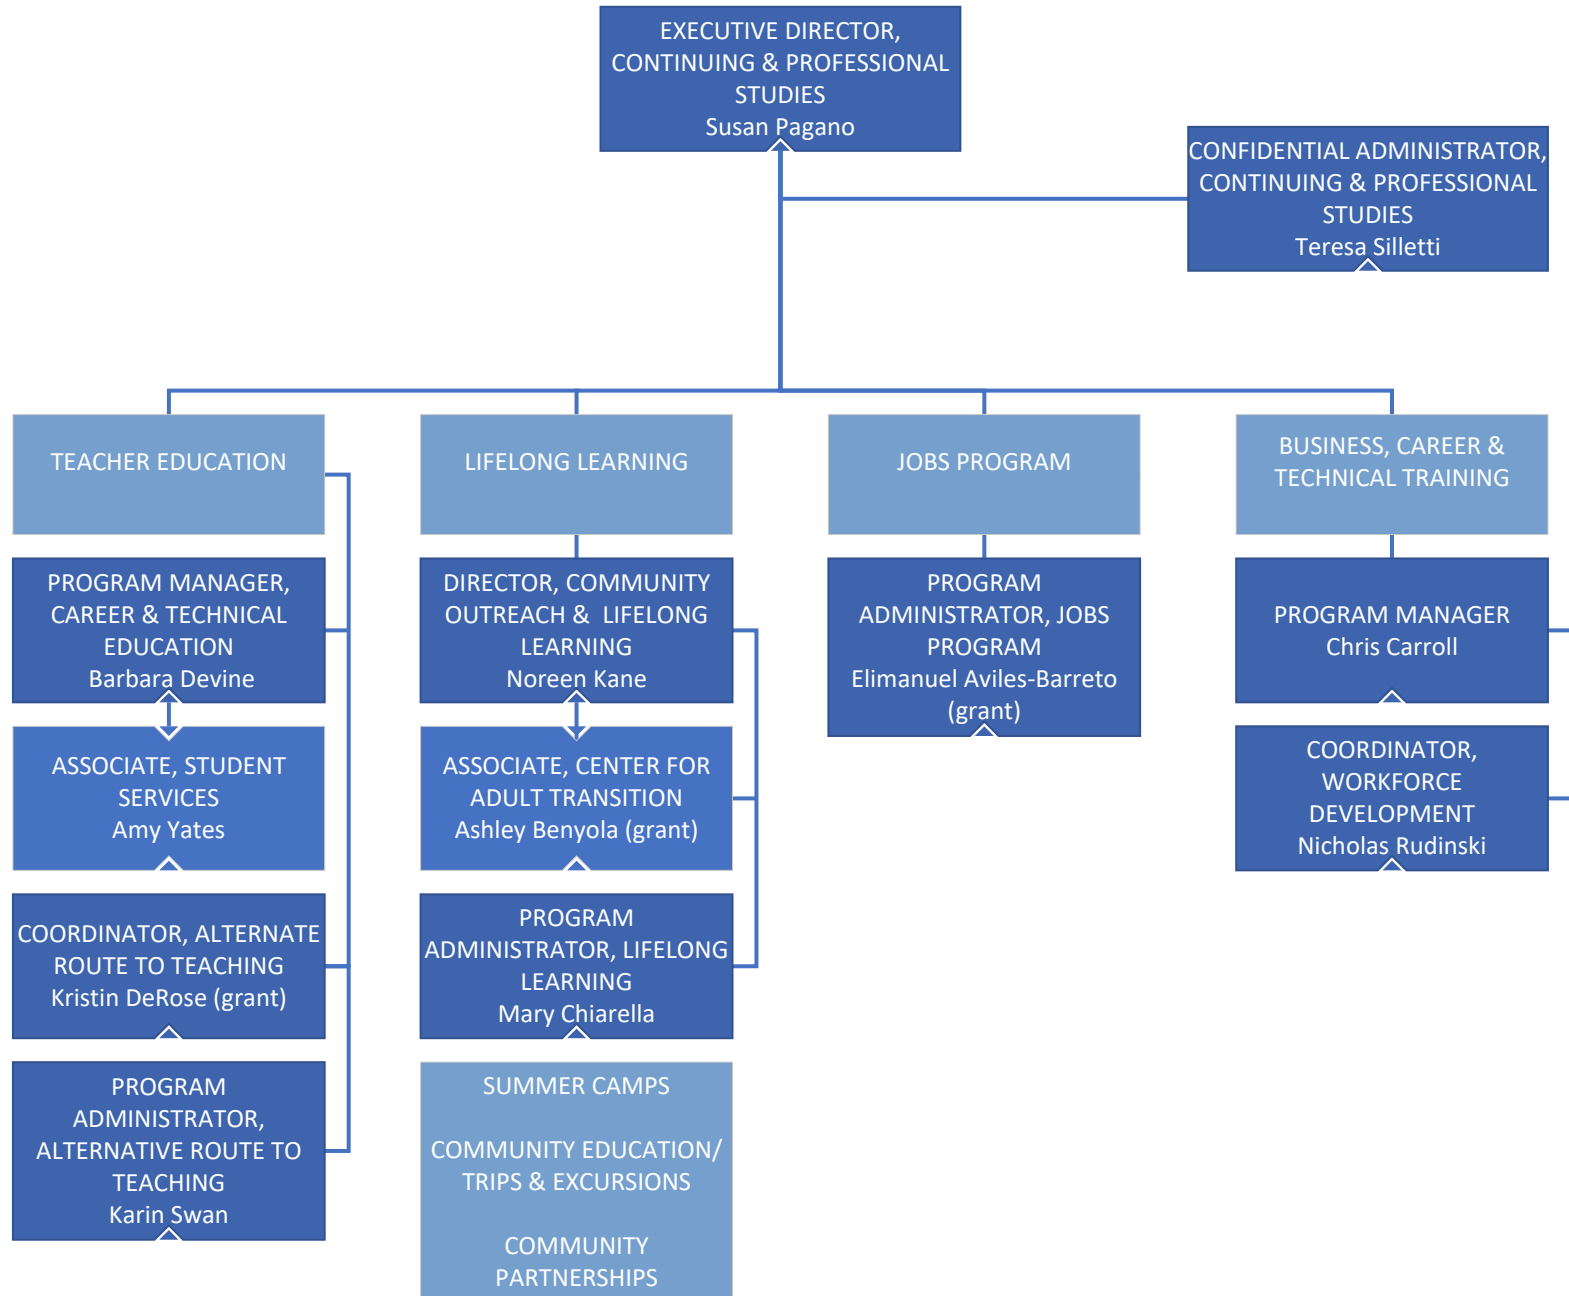 EXECUTIVE DIRECTOR,
CONTINUING & PROFESSIONAL
STUDIES
Susan Pagano
CONFIDENTIAL ADMINISTRATOR,
CONTINUING & PROFESSIONAL
STUDIES
Teresa Silletti
TEACHER EDUCATION
PROGRAM MANAGER,
CAREER & TECHNICAL
EDUCATION
Barbara Devine
ASSOCIATE, STUDENT
SERVICES
Amy Yates
COORDINATOR, ALTERNATE
ROUTE TO TEACHING
Kristin DeRose (grant)
PROGRAM
ADMINISTRATOR,
ALTERNATIVE ROUTE TO
TEACHING
Karin Swan
LIFELONG LEARNING
DIRECTOR, COMMUNITY
OUTREACH & LIFELONG
LEARNING
Noreen Kane
ASSOCIATE, CENTER FOR
ADULT TRANSITION
Ashley Benyola (grant)
PROGRAM
ADMINISTRATOR, LIFELONG
LEARNING
Mary Chiarella
SUMMER CAMPS
COMMUNITY EDUCATION/
TRIPS & EXCURSIONS
COMMUNITY
PARTNERSHIPS
JOBS PROGRAM
PROGRAM
ADMINISTRATOR, JOBS
PROGRAM
Elimanuel Aviles-Barreto
(grant)
BUSINESS, CAREER &
TECHNICAL TRAINING
PROGRAM MANAGER
Chris Carroll
COORDINATOR,
WORKFORCE
DEVELOPMENT
Nicholas Rudinski